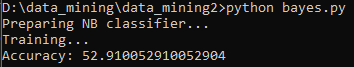 D:\data_mining\data_mining2>python bayes.py
Preparing NB classifier...
Training...
Accuracy: 52.910052910052904